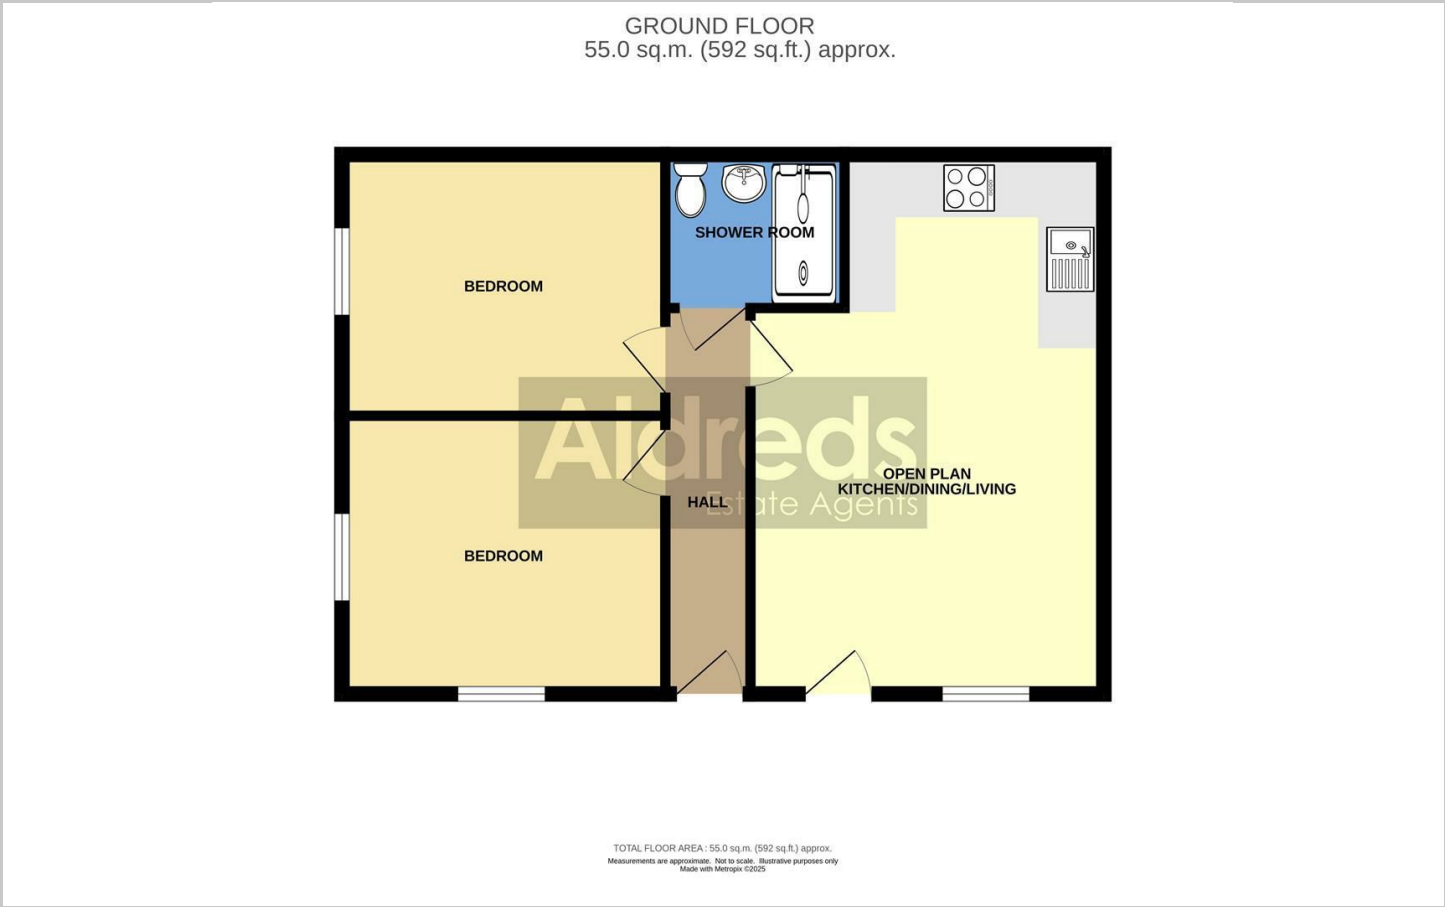 GROUND FLOOR
55.0 sq.m. (592 sq.ft.) approx.
SHOWER ROOM
BEDROOM
Aldreds
Estate Agents
OPEN PLAN
KITCHEN/DINING/LIVING
HALL
BEDROOM
TOTAL FLOOR AREA : 55.0 sq.m. (592 sq.ft.) approx.
Measurements are approximate. Not to scale. Illustrative purposes only
Made with Metropix ©2025